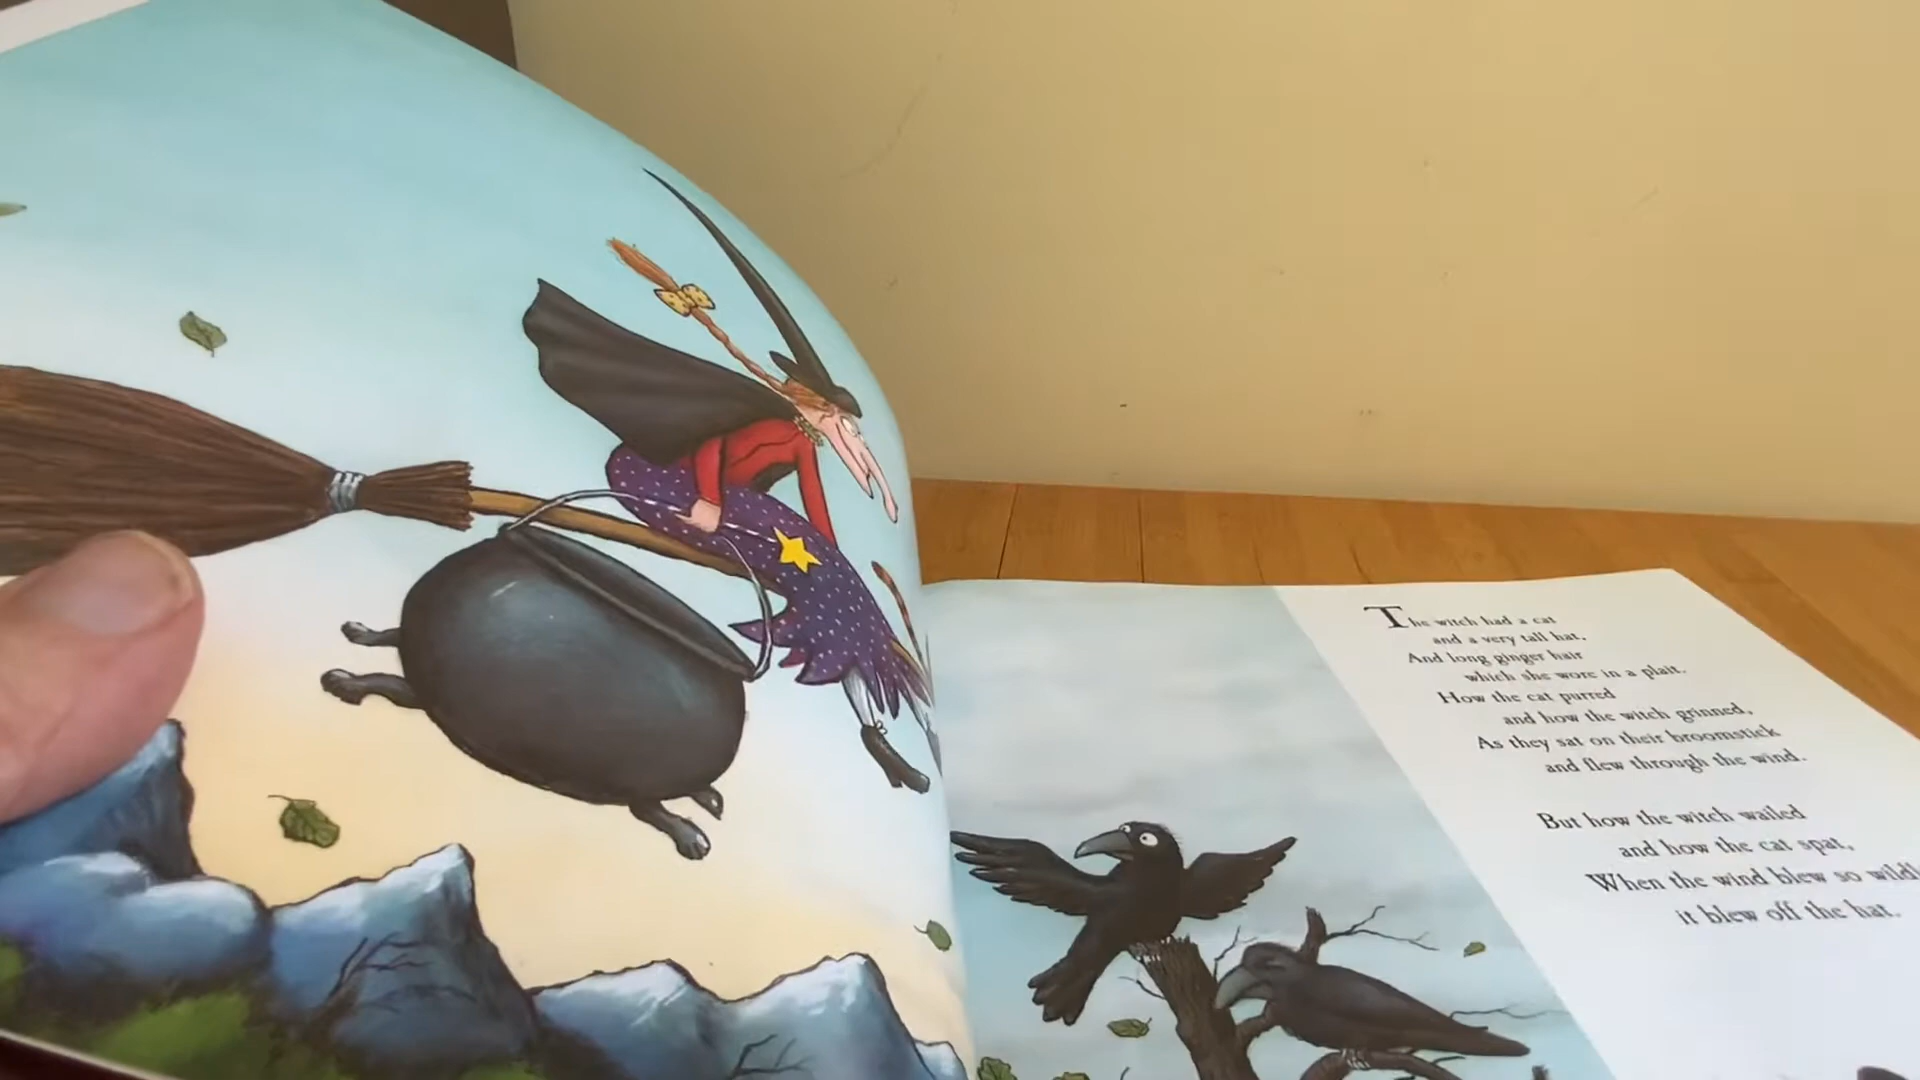 The witch had a cat
and a very tall hat,
And long ginger hair
which she wore in a plait.
How the cat purred
and how the witch grinned,
As they sat on their broomstick
and flew through the wind.
But how the witch wailed
and how the cat spat,
When the wind blew so wildly
it blew off the hat.